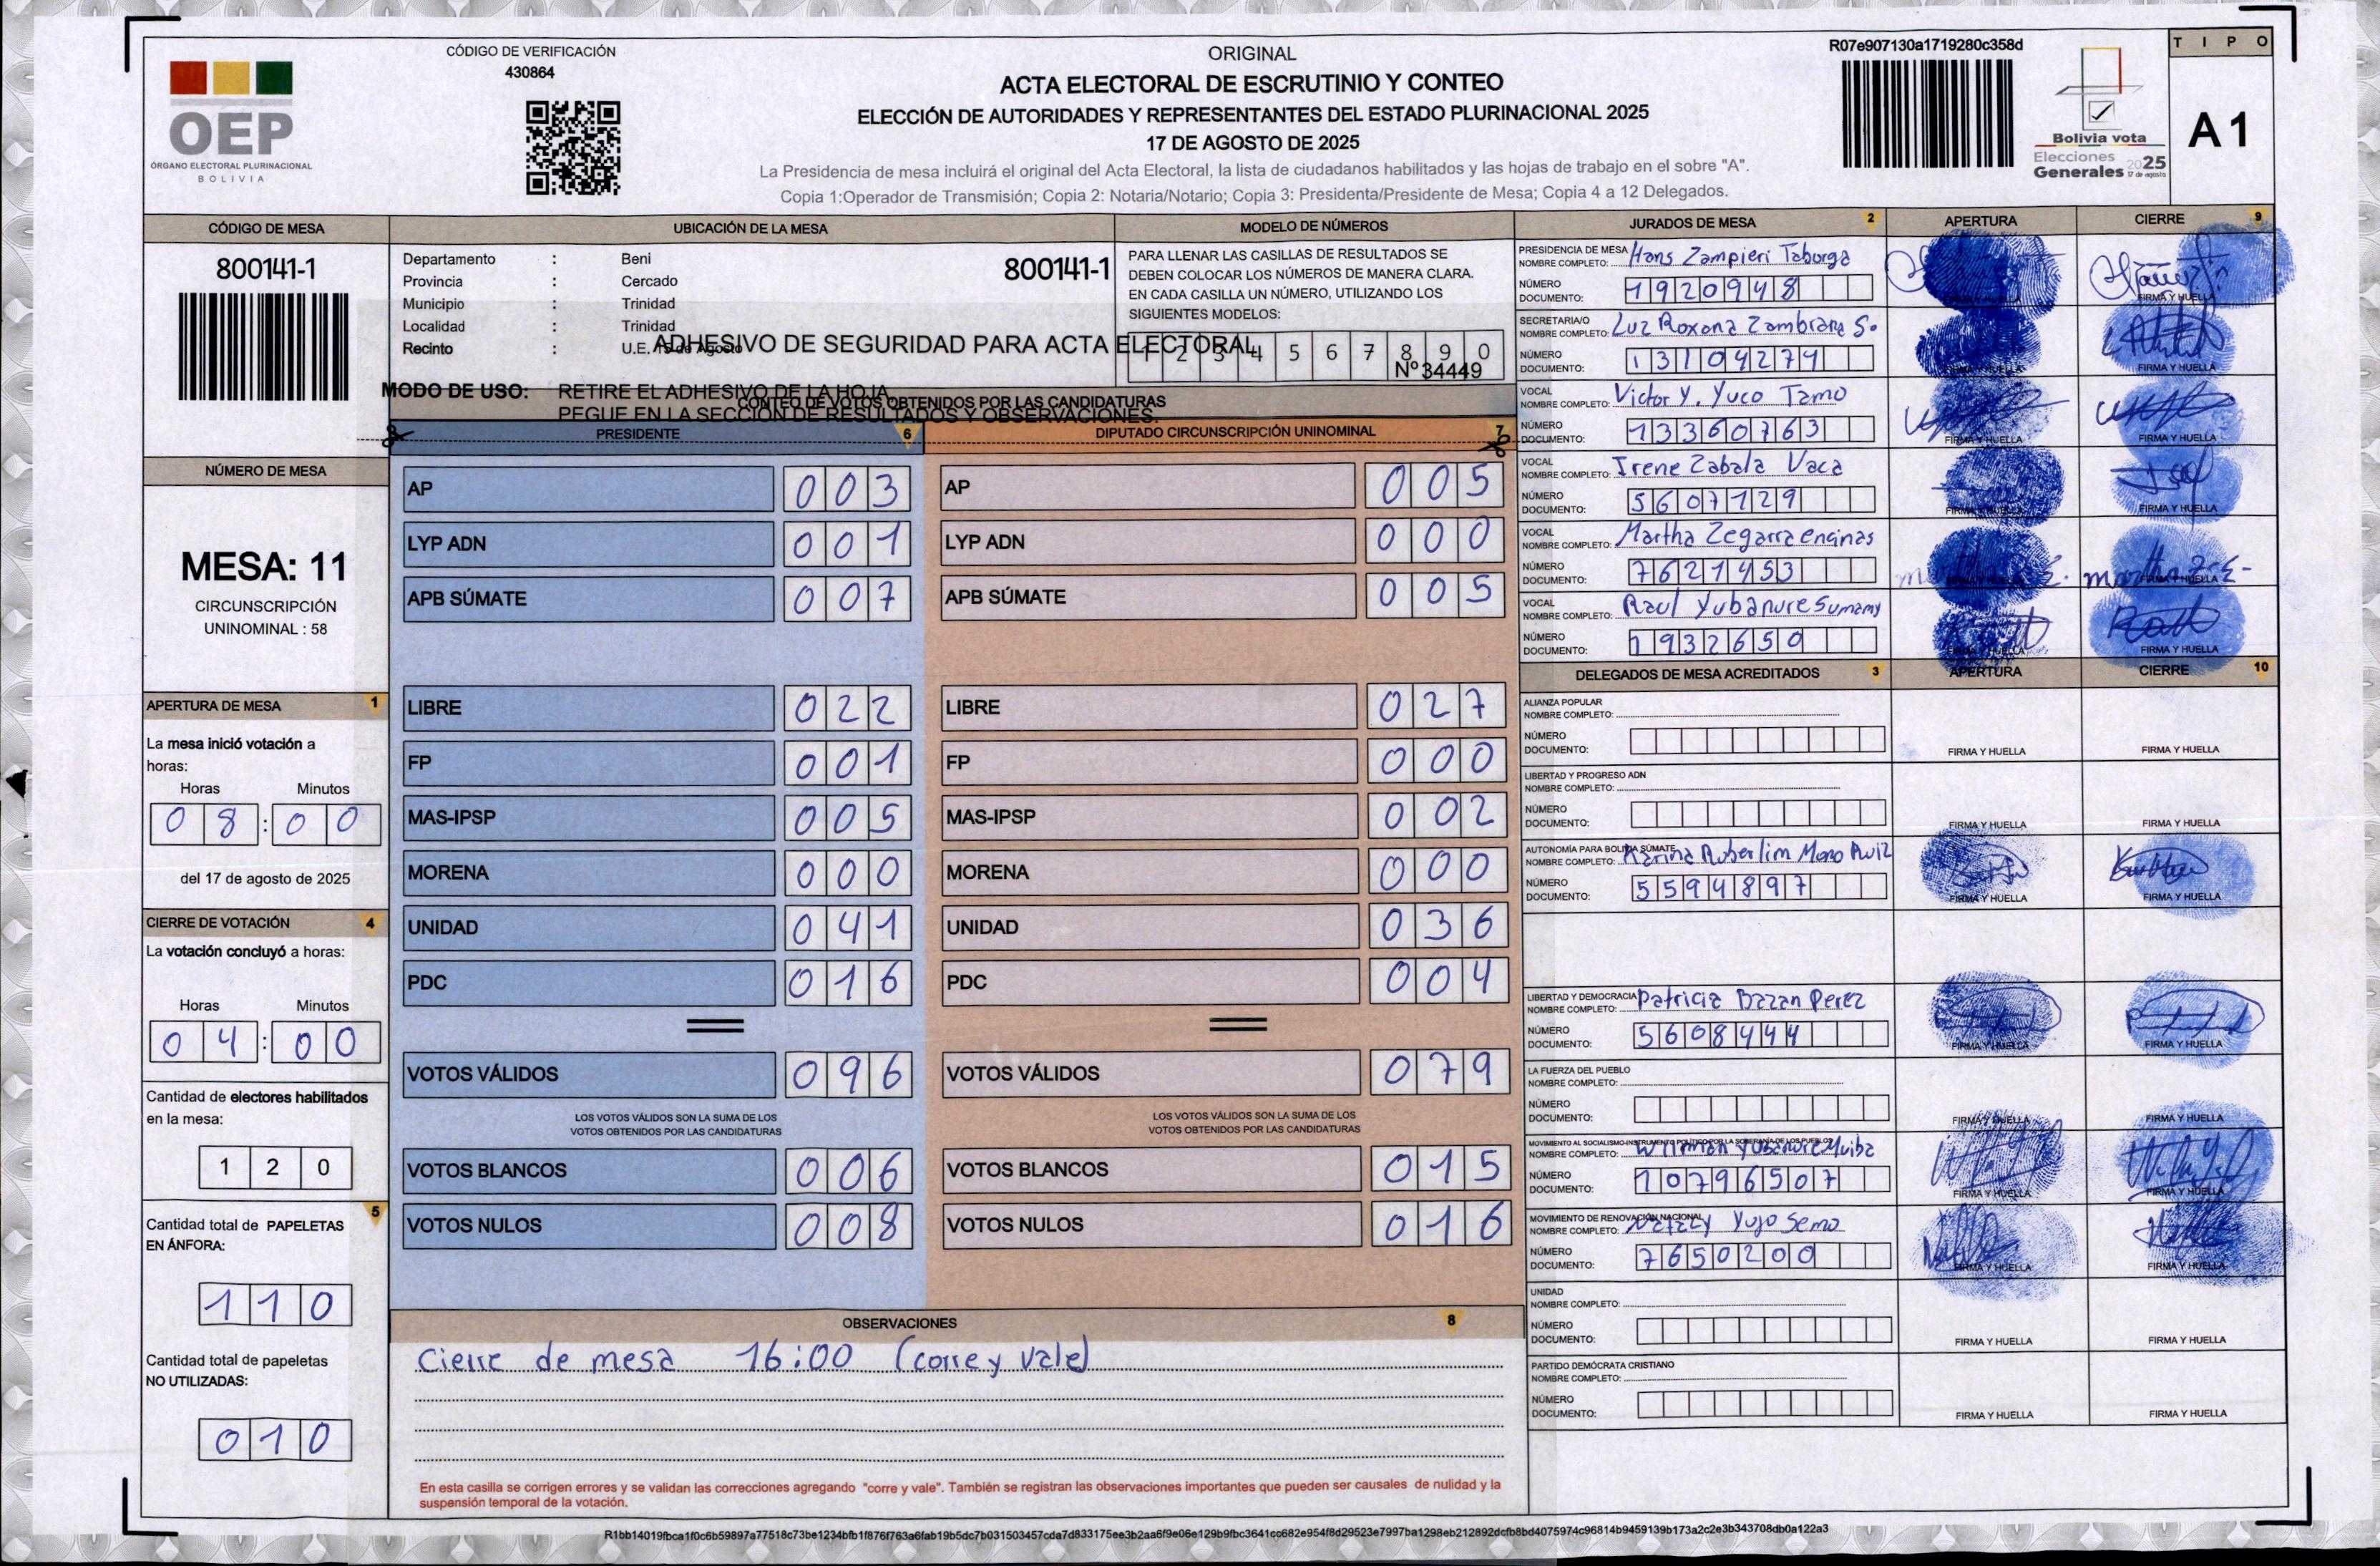 CÓDIGO DE VERIFICACIÓN
430864
OEP
ÓRGANO ELECTORAL PLURINACIONAL
BOLIVIA
ORIGINAL
ACTA ELECTORAL DE ESCRUTINIO Y CONTEO
ELECCIÓN DE AUTORIDADES Y REPRESENTANTES DEL ESTADO PLURINACIONAL 2025
17 DE AGOSTO DE 2025
La Presidencia de mesa incluirá el original del Acta Electoral, la lista de ciudadanos habilitados y las hojas de trabajo en el sobre "A".
Copia 1:Operador de Transmisión; Copia 2: Notaria/Notario; Copia 3: Presidenta/Presidente de Mesa; Copia 4 a 12 Delegados.
R07e907130a1719280c358d
Bolivia vota
Elecciones 2025
Generales 17 de agosto
TIPO
A 1
CÓDIGO DE MESA
800141-1
NÚMERO DE MESA
MESA: 11
CIRCUNSCRIPCIÓN
UNINOMINAL : 58
APERTURA DE MESA 1
La mesa inició votación a
horas:
Horas Minutos
08:00
del 17 de agosto de 2025
CIERRE DE VOTACIÓN 4
La votación concluyó a horas:
Horas Minutos
04:00
Cantidad de electores habilitados
en la mesa:
120
5
Cantidad total de PAPELETAS
EN ÁNFORA:
110
Cantidad total de papeletas
NO UTILIZADAS:
010
UBICACIÓN DE LA MESA
Departamento : Beni
800141-1
Provincia : Cercado
Municipio : Trinidad
Localidad : Trinidad
Recinto : U.E. 15 de Agosto
ADHESIVO DE SEGURIDAD PARA ACTA ELECTORAL
Nº34449
MODO DE USO: RETIRE EL ADHESIVO DE LA HOJA
PEGUE EN LA SECCIÓN DE RESULTADOS Y OBSERVACIONES.
MODELO DE NÚMEROS
PARA LLENAR LAS CASILLAS DE RESULTADOS SE
DEBEN COLOCAR LOS NÚMEROS DE MANERA CLARA.
EN CADA CASILLA UN NÚMERO, UTILIZANDO LOS
SIGUIENTES MODELOS:
1 2 3 4 5 6 7 8 9 0
CONTEO DE VOTOS OBTENIDOS POR LAS CANDIDATURAS
PRESIDENTE 6
DIPUTADO CIRCUNSCRIPCIÓN UNINOMINAL 7
AP 003 AP 005
LYP ADN 001 LYP ADN 000
APB SÚMATE 007 APB SÚMATE 005
LIBRE 022 LIBRE 027
FP 001 FP 000
MAS-IPSP 005 MAS-IPSP 002
MORENA 000 MORENA 000
UNIDAD 041 UNIDAD 036
PDC 016 PDC 004
VOTOS VÁLIDOS 096 VOTOS VÁLIDOS 079
LOS VOTOS VÁLIDOS SON LA SUMA DE LOS
VOTOS OBTENIDOS POR LAS CANDIDATURAS
LOS VOTOS VÁLIDOS SON LA SUMA DE LOS
VOTOS OBTENIDOS POR LAS CANDIDATURAS
VOTOS BLANCOS 006 VOTOS BLANCOS 015
VOTOS NULOS 008 VOTOS NULOS 016
OBSERVACIONES 8
Cierre de mesa 16:00 (corre y vale)
En esta casilla se corrigen errores y se validan las correcciones agregando "corre y vale". También se registran las observaciones importantes que pueden ser causales de nulidad y la
suspensión temporal de la votación.
JURADOS DE MESA 2 APERTURA CIERRE 9
PRESIDENCIA DE MESA
NOMBRE COMPLETO: Hans Zampieri Taborga
NÚMERO
DOCUMENTO: 1920948
FIRMA Y HUELLA
SECRETARIA/O
NOMBRE COMPLETO: Luz Roxana Zambrana S.
NÚMERO
DOCUMENTO: 13104274
FIRMA Y HUELLA FIRMA Y HUELLA
VOCAL
NOMBRE COMPLETO: Victor Y. Yuco Tamo
NÚMERO
DOCUMENTO: 13360763
FIRMA Y HUELLA FIRMA Y HUELLA
VOCAL
NOMBRE COMPLETO: Irene Zabala Vaca
NÚMERO
DOCUMENTO: 5607129
FIRMA Y HUELLA FIRMA Y HUELLA
VOCAL
NOMBRE COMPLETO: Martha Zegarra encinas
NÚMERO
DOCUMENTO: 7621453
martha Z E-
FIRMA Y HUELLA
VOCAL
NOMBRE COMPLETO: Raul Yubanure Sumamy
NÚMERO
DOCUMENTO: 1932650
FIRMA Y HUELLA FIRMA Y HUELLA
DELEGADOS DE MESA ACREDITADOS 3 APERTURA CIERRE 10
ALIANZA POPULAR
NOMBRE COMPLETO:
NÚMERO
DOCUMENTO:
FIRMA Y HUELLA FIRMA Y HUELLA
LIBERTAD Y PROGRESO ADN
NOMBRE COMPLETO:
NÚMERO
DOCUMENTO:
FIRMA Y HUELLA FIRMA Y HUELLA
AUTONOMÍA PARA BOLIVIA SÚMATE
NOMBRE COMPLETO: Karina Ruberlim Mono Ruiz
NÚMERO
DOCUMENTO: 5594897
FIRMA Y HUELLA FIRMA Y HUELLA
LIBERTAD Y DEMOCRACIA
NOMBRE COMPLETO: Patricia Bazan Perez
NÚMERO
DOCUMENTO: 5608444
FIRMA Y HUELLA FIRMA Y HUELLA
LA FUERZA DEL PUEBLO
NOMBRE COMPLETO:
NÚMERO
DOCUMENTO:
FIRMA Y HUELLA FIRMA Y HUELLA
MOVIMIENTO AL SOCIALISMO-INSTRUMENTO POLÍTICO POR LA SOBERANÍA DE LOS PUEBLOS
NOMBRE COMPLETO: Wilman Yubanure Muiba
NÚMERO
DOCUMENTO: 10796507
FIRMA Y HUELLA FIRMA Y HUELLA
MOVIMIENTO DE RENOVACIÓN NACIONAL
NOMBRE COMPLETO: Nataly Yujo Semo
NÚMERO
DOCUMENTO: 7650200
FIRMA Y HUELLA FIRMA Y HUELLA
UNIDAD
NOMBRE COMPLETO:
NÚMERO
DOCUMENTO:
FIRMA Y HUELLA FIRMA Y HUELLA
PARTIDO DEMÓCRATA CRISTIANO
NOMBRE COMPLETO:
NÚMERO
DOCUMENTO:
FIRMA Y HUELLA FIRMA Y HUELLA